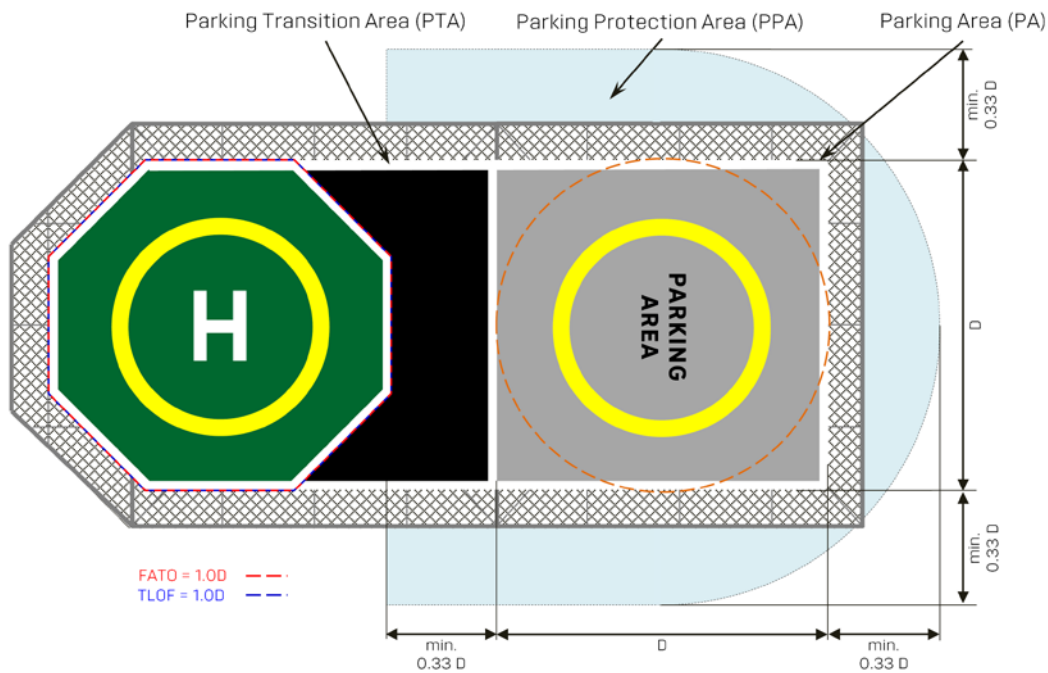 Parking Transition Area (PTA)
Parking Protection Area (PPA)
Parking Area (PA)
min.
0.33 D
H
PARKING
AREA
D
min.
0.33 D
FATO = 1.0D
TLOF = 1.0D
min.
0.33 D
D
min.
0.33 D